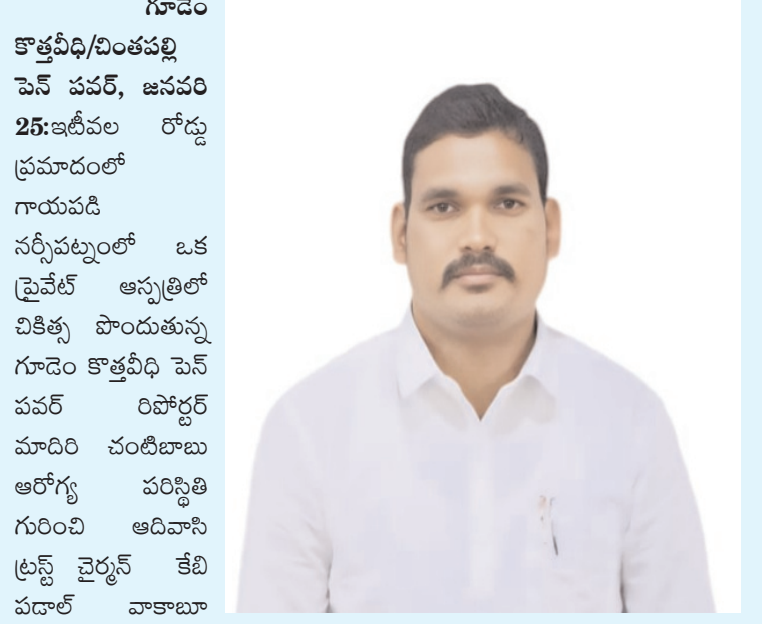 గూడెం
కొత్తవీధి/చింతపల్లి
పెన్ పవర్, జనవరి
25:ఇటీవల రోడ్డు
ప్రమాదంలో
గాయపడి
నర్సీపట్నంలో ఒక
ప్రైవేట్ ఆస్పత్రిలో
చికిత్స పొందుతున్న
గూడెం కొత్తవీధి పెన్
పవర్ రిపోర్టర్
మాదిరి చంటిబాబు
ఆరోగ్య పరిస్థితి
గురించి ఆదివాసి
ట్రస్ట్ చైర్మన్ కేబి
పడాల్ వాకాబూ